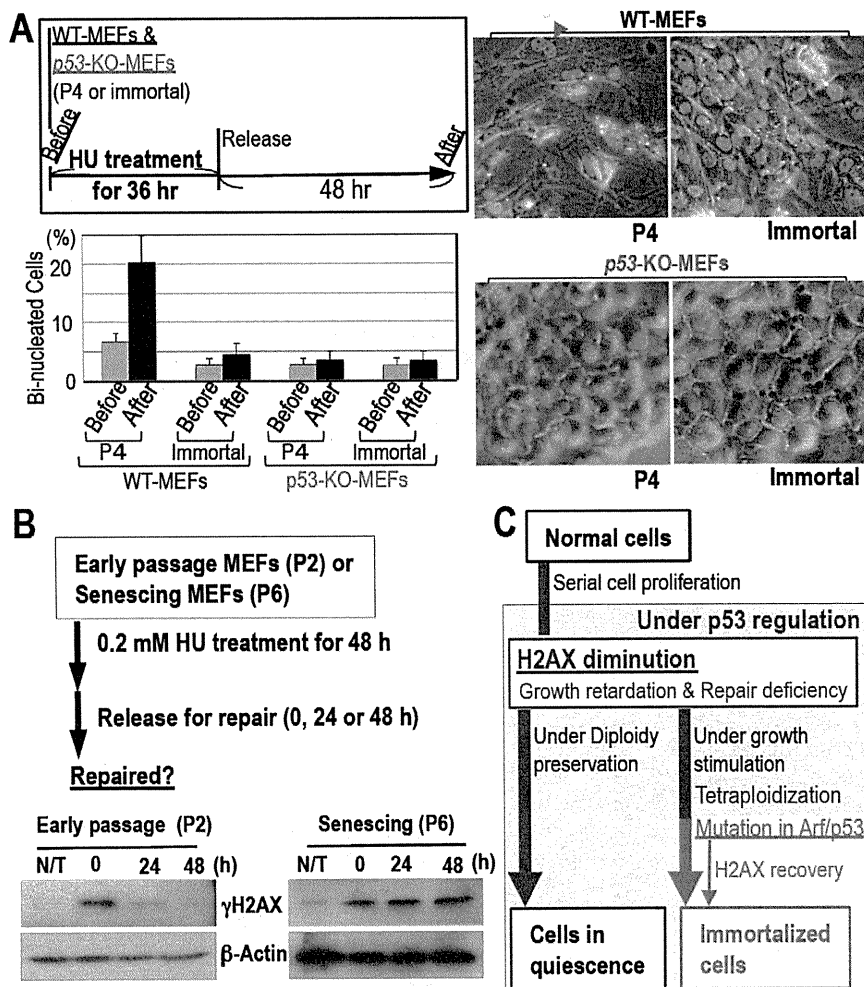 A
WT-MEFs &
p53-KO-MEFs
(P4 or immortal)
Before
Release
After
HU treatment
for 36 hr
48 hr
WT-MEFs
P4
Immortal
p53-KO-MEFs
P4
Immortal
(%)
20
10
0
Bi-nucleated Cells
Before
After
Before
After
Before
After
Before
After
P4
Immortal
P4
Immortal
WT-MEFs
p53-KO-MEFs
B
Early passage MEFs (P2) or
Senescing MEFs (P6)
0.2 mM HU treatment for 48 h
Release for repair (0, 24 or 48 h)
Repaired?
Early passage (P2)
N/T 0 24 48 (h)
Senescing (P6)
N/T 0 24 48 (h)
γH2AX
β-Actin
C
Normal cells
Serial cell proliferation
Under p53 regulation
H2AX diminution
Growth retardation & Repair deficiency
Under Diploidy
preservation
Under growth
stimulation
Tetraploidization
Mutation in Arf/p53
H2AX recovery
Cells in
quiescence
Immortalized
cells